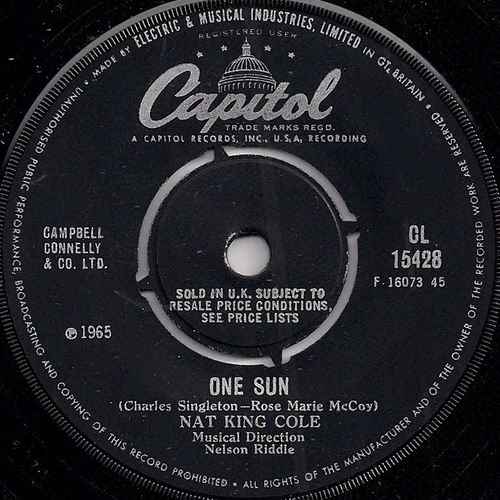 MADE BY ELECTRIC & MUSICAL INDUSTRIES, LIMITED IN GT. BRITAIN • ALL RIGHTS OF THE MANUFACTURER AND OF THE OWNER OF THE RECORDED WORK ARE RESERVED •
UNAUTHORISED PUBLIC PERFORMANCE, BROADCASTING AND COPYING OF THIS RECORD PROHIBITED •
REGISTERED USER
Capitol
TRADE MARKS REGD.
A CAPITOL RECORDS, INC., U.S.A., RECORDING
CAMPBELL
CONNELLY
& CO. LTD.
CL
15428
F-16073 45
SOLD IN U.K. SUBJECT TO
RESALE PRICE CONDITIONS,
SEE PRICE LISTS
℗ 1965
ONE SUN
(Charles Singleton—Rose Marie McCoy)
NAT KING COLE
Musical Direction
Nelson Riddle